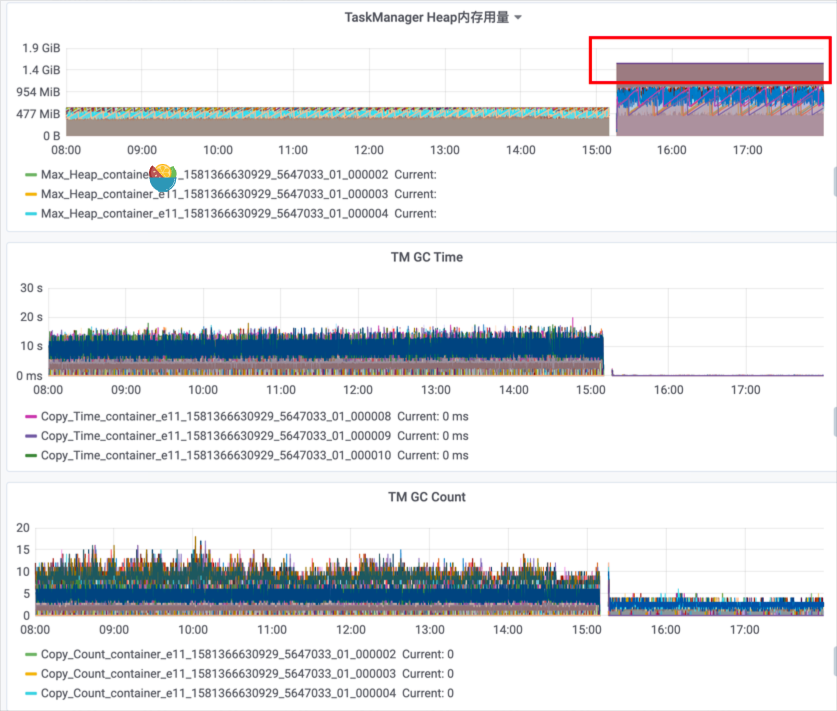 TaskManager Heap内存用量
1.9 GiB
1.4 GiB
954 MiB
477 MiB
0 B
08:00 09:00 10:00 11:00 12:00 13:00 14:00 15:00 16:00 17:00
Max_Heap_containe _1581366630929_5647033_01_000002 Current:
Max_Heap_container_e11_1581366630929_5647033_01_000003 Current:
Max_Heap_container_e11_1581366630929_5647033_01_000004 Current:
TM GC Time
30 s
20 s
10 s
0 ms
08:00 09:00 10:00 11:00 12:00 13:00 14:00 15:00 16:00 17:00
Copy_Time_container_e11_1581366630929_5647033_01_000008 Current: 0 ms
Copy_Time_container_e11_1581366630929_5647033_01_000009 Current: 0 ms
Copy_Time_container_e11_1581366630929_5647033_01_000010 Current: 0 ms
TM GC Count
20
15
10
5
0
08:00 09:00 10:00 11:00 12:00 13:00 14:00 15:00 16:00 17:00
Copy_Count_container_e11_1581366630929_5647033_01_000002 Current: 0
Copy_Count_container_e11_1581366630929_5647033_01_000003 Current: 0
Copy_Count_container_e11_1581366630929_5647033_01_000004 Current: 0